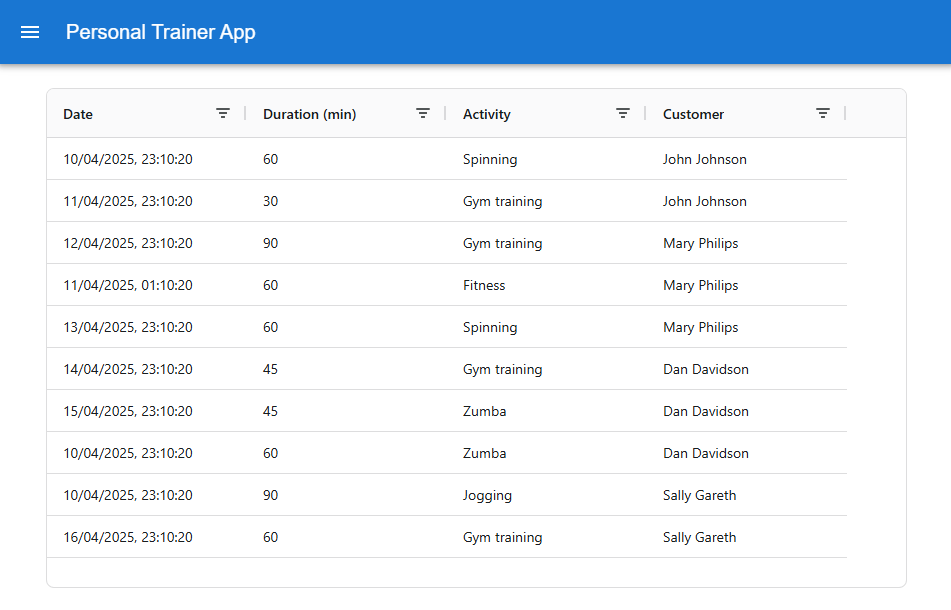 Personal Trainer App
Date Duration (min) Activity Customer
10/04/2025, 23:10:20 60 Spinning John Johnson
11/04/2025, 23:10:20 30 Gym training John Johnson
12/04/2025, 23:10:20 90 Gym training Mary Philips
11/04/2025, 01:10:20 60 Fitness Mary Philips
13/04/2025, 23:10:20 60 Spinning Mary Philips
14/04/2025, 23:10:20 45 Gym training Dan Davidson
15/04/2025, 23:10:20 45 Zumba Dan Davidson
10/04/2025, 23:10:20 60 Zumba Dan Davidson
10/04/2025, 23:10:20 90 Jogging Sally Gareth
16/04/2025, 23:10:20 60 Gym training Sally Gareth